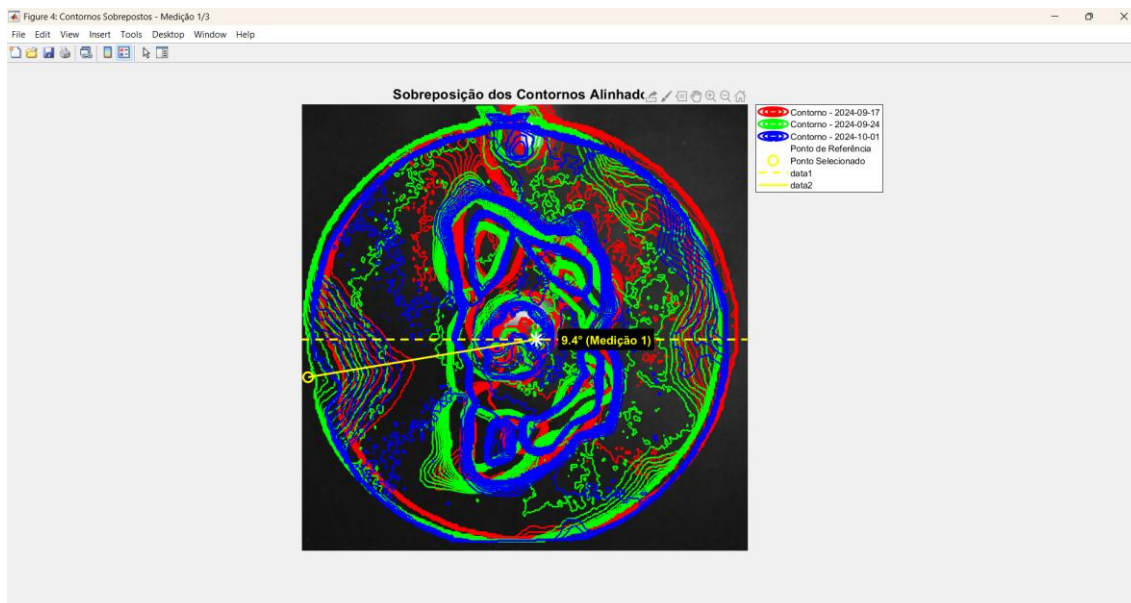 Figure 4: Contornos Sobrepostos - Medição 1/3
File Edit View Insert Tools Desktop Window Help
Sobreposição dos Contornos Alinhado
Contorno - 2024-09-17
Contorno - 2024-09-24
Contorno - 2024-10-01
Ponto de Referência
Ponto Selecionado
data1
data2
9.4° (Medição 1)